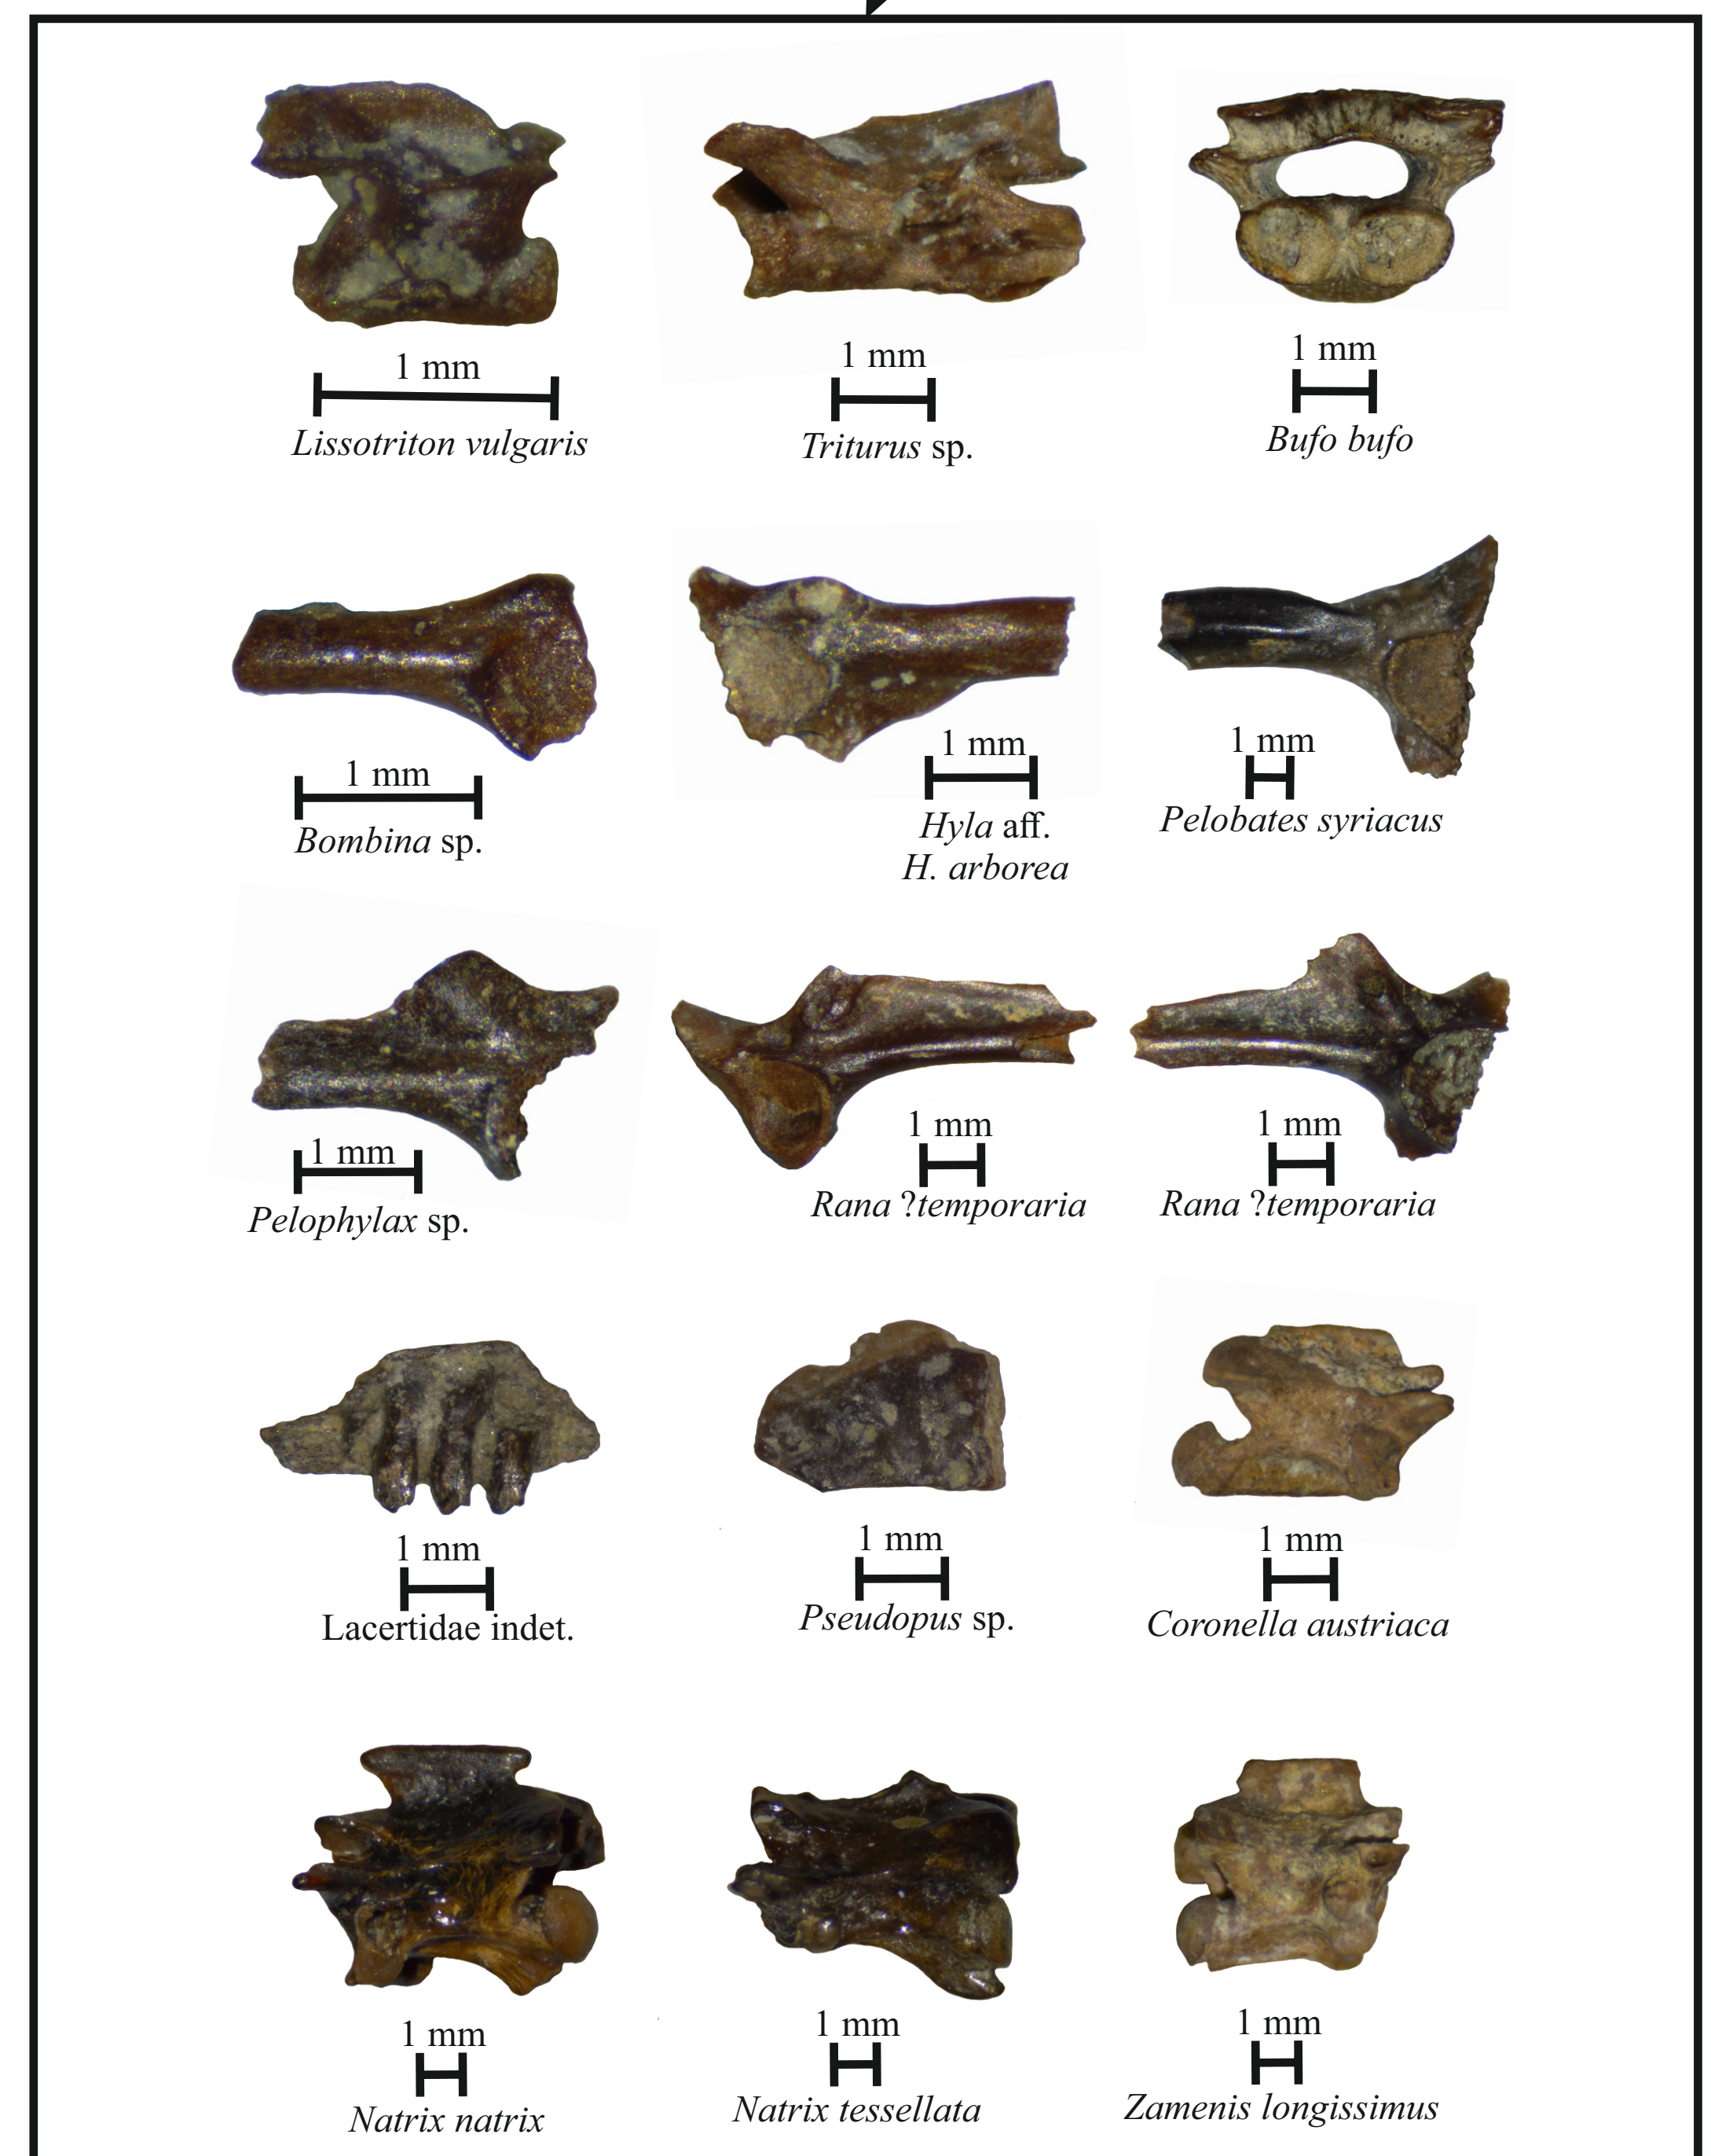 1 mm
Lissotriton vulgaris
1 mm
Triturus sp.
1 mm
Bufo bufo
1 mm
Bombina sp.
1 mm
Hyla aff.
H. arborea
1 mm
Pelobates syriacus
1 mm
Pelophylax sp.
1 mm
Rana ?temporaria
1 mm
Rana ?temporaria
1 mm
Lacertidae indet.
1 mm
Pseudopus sp.
1 mm
Coronella austriaca
1 mm
Natrix natrix
1 mm
Natrix tessellata
1 mm
Zamenis longissimus